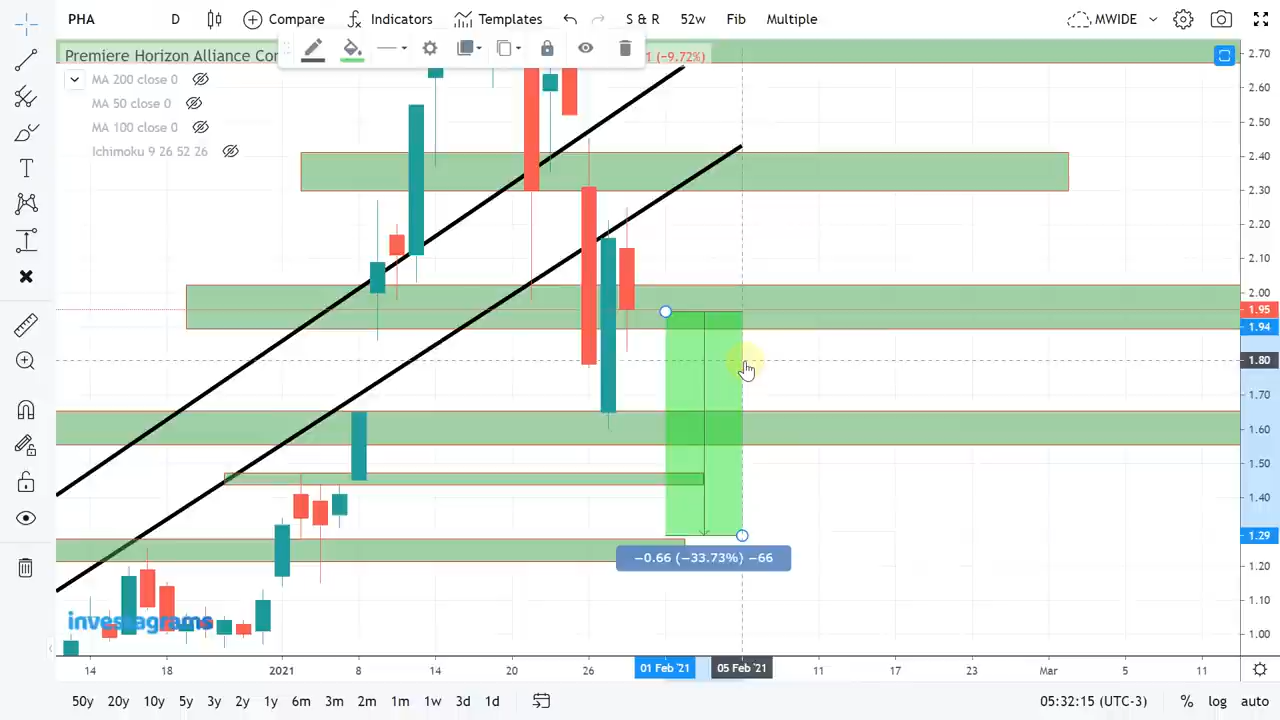 PHA D Compare Indicators Templates S & R 52w Fib Multiple MWIDE
Premiere Horizon Alliance Cor 1 (−9.72%)
MA 200 close 0
MA 50 close 0
MA 100 close 0
Ichimoku 9 26 52 26
2.70
2.60
2.50
2.40
2.30
2.20
2.10
2.00
1.95
1.94
1.80
1.70
1.60
1.50
1.40
1.29
1.20
1.10
1.00
−0.66 (−33.73%) −66
investagrams
14 18 2021 8 14 20 26 01 Feb '21 05 Feb '21 11 17 23 Mar 5 11
50y 20y 10y 5y 3y 2y 1y 6m 3m 2m 1m 1w 3d 1d 05:32:15 (UTC-3) % log auto